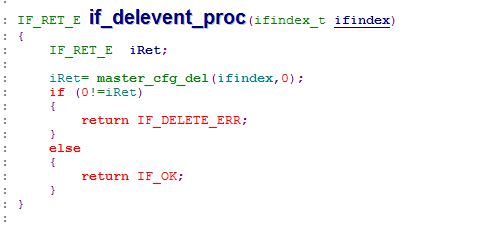 : IF_RET_E if_delevent_proc(ifindex_t ifindex)
: {
:     IF_RET_E  iRet;
:
:     iRet= master_cfg_del(ifindex,0);
:     if (0!=iRet)
:     {
:         return IF_DELETE_ERR;
:     }
:     else
:     {
:         return IF_OK;
:     }
: }
: